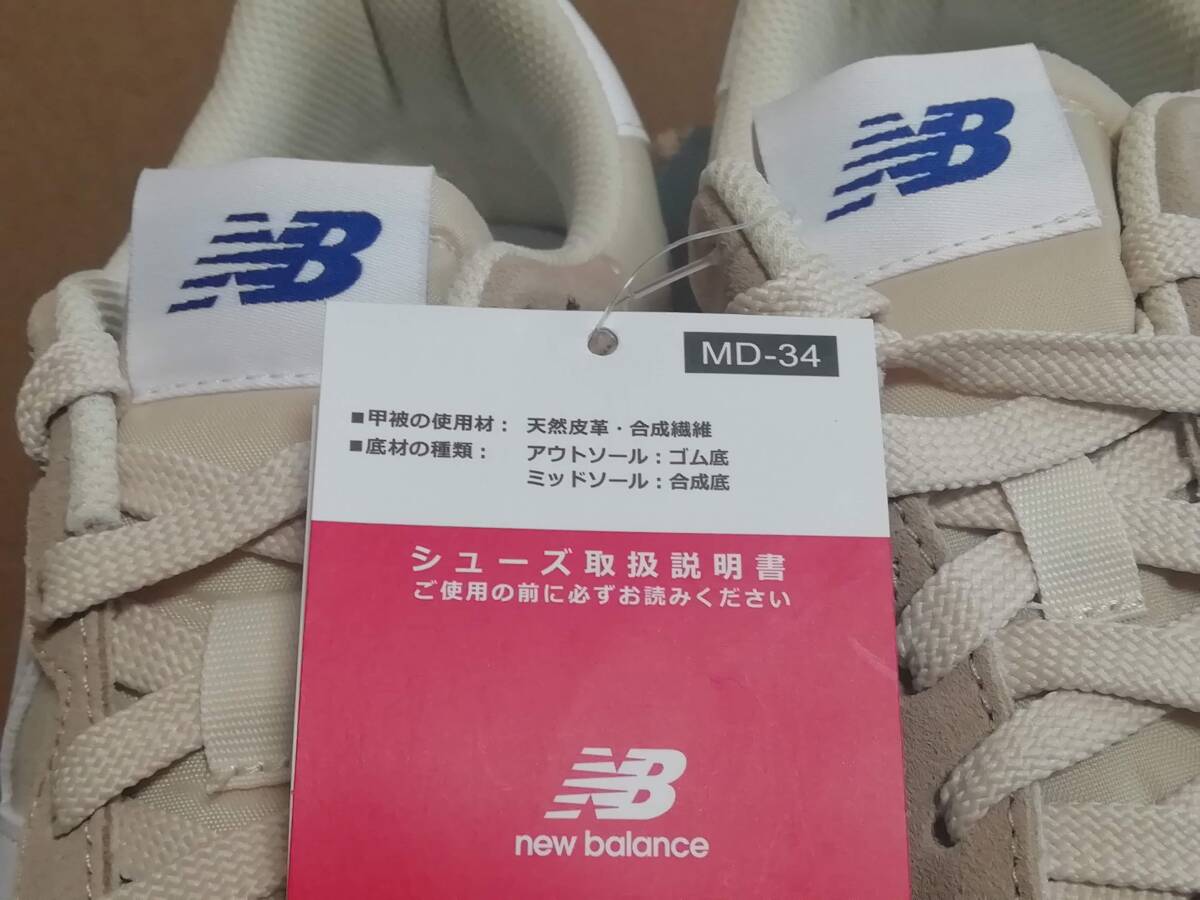 NB
NB
MD-34
■甲被の使用材： 天然皮革・合成繊維
■底材の種類： アウトソール：ゴム底
ミッドソール：合成底
シューズ取扱説明書
ご使用の前に必ずお読みください
NB
new balance